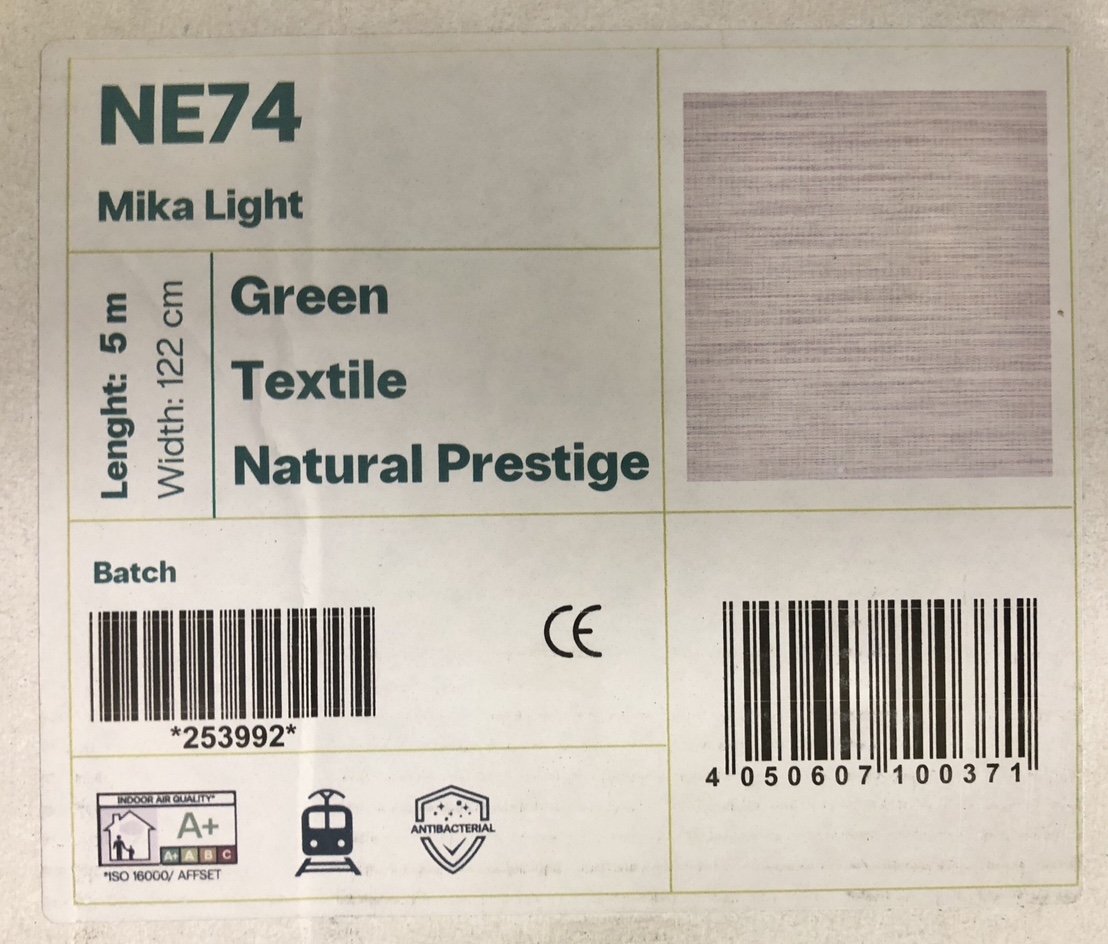 NE74
Mika Light
Lenght: 5 m
Width: 122 cm
Green
Textile
Natural Prestige
Batch
*253992*
CE
4 050607 100371
INDOOR AIR QUALITY*
A+
A+ A B C
*ISO 16000/ AFFSET
ANTIBACTERIAL